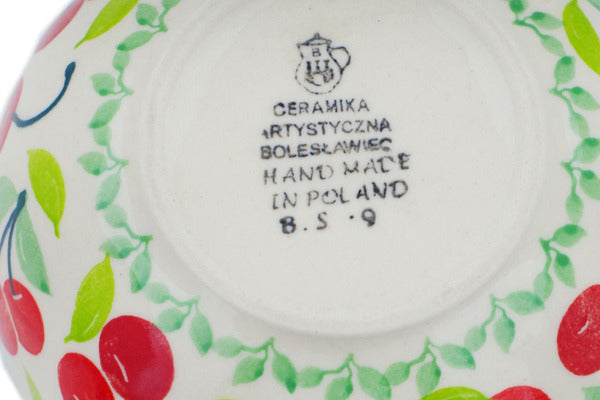 B
CERAMIKA
ARTYSTYCZNA
BOLESŁAWIEC
HAND MADE
IN POLAND
B.S.9